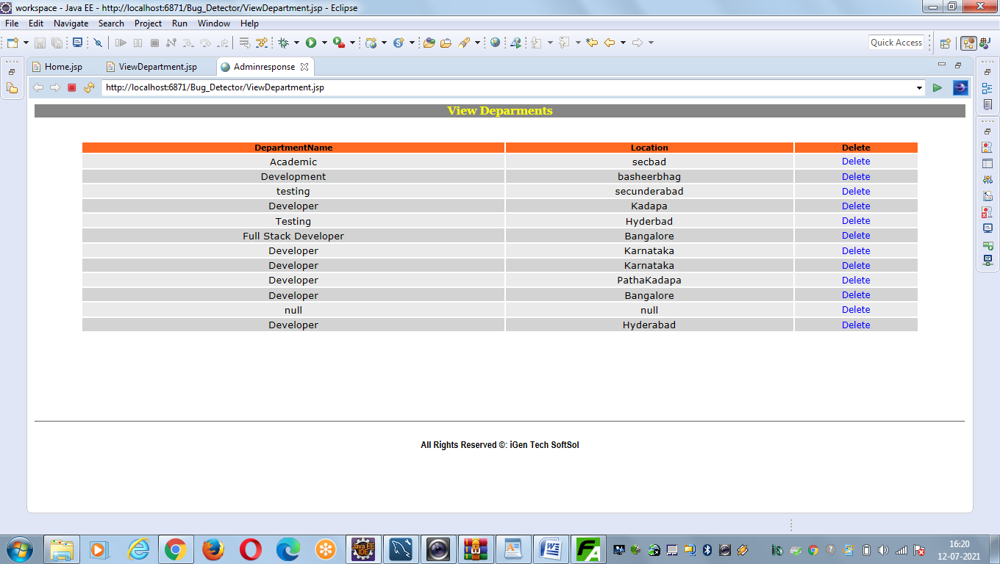 workspace - Java EE - http://localhost:6871/Bug_Detector/ViewDepartment.jsp - Eclipse
File Edit Navigate Search Project Run Window Help
Quick Access
Home.jsp ViewDepartment.jsp Adminresponse
http://localhost:6871/Bug_Detector/ViewDepartment.jsp
View Deparments
DepartmentName Location Delete
Academic secbad Delete
Development basheerbhag Delete
testing secunderabad Delete
Developer Kadapa Delete
Testing Hyderbad Delete
Full Stack Developer Bangalore Delete
Developer Karnataka Delete
Developer Karnataka Delete
Developer PathaKadapa Delete
Developer Bangalore Delete
null null Delete
Developer Hyderabad Delete
All Rights Reserved ©: iGen Tech SoftSol
Java EE
IDE
16:20
12-07-2021